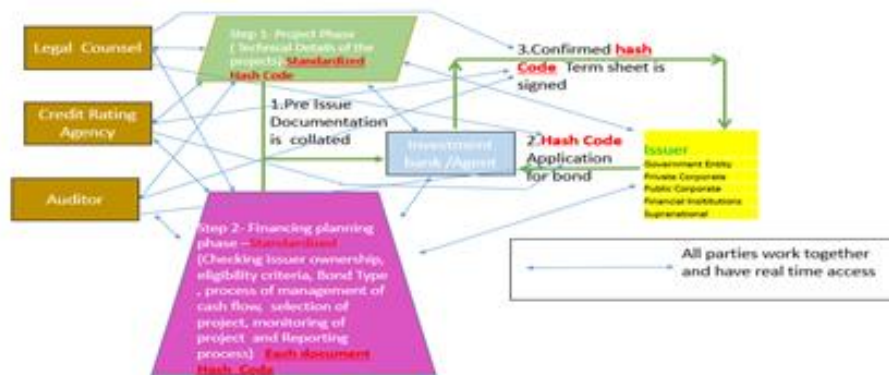 Legal Counsel
Credit Rating
Agency
Auditor
Step 1- Project Phase
( Technical Details of the
projects)-Standardized
Hash Code
1.Pre Issue
Documentation
is collated
Investment
bank /Agent
3.Confirmed hash
Code Term sheet is
signed
2.Hash Code
Application
for bond
Issuer
Government Entity
Private Corporate
Public Corporate
Financial Institutions
Supranational
Step 2- Financing planning
phase –Standardized
(Checking issuer ownership,
eligibility criteria, Bond Type
, process of management of
cash flow, selection of
project, monitoring of
project and Reporting
process) Each document
Hash Code
All parties work together
and have real time access